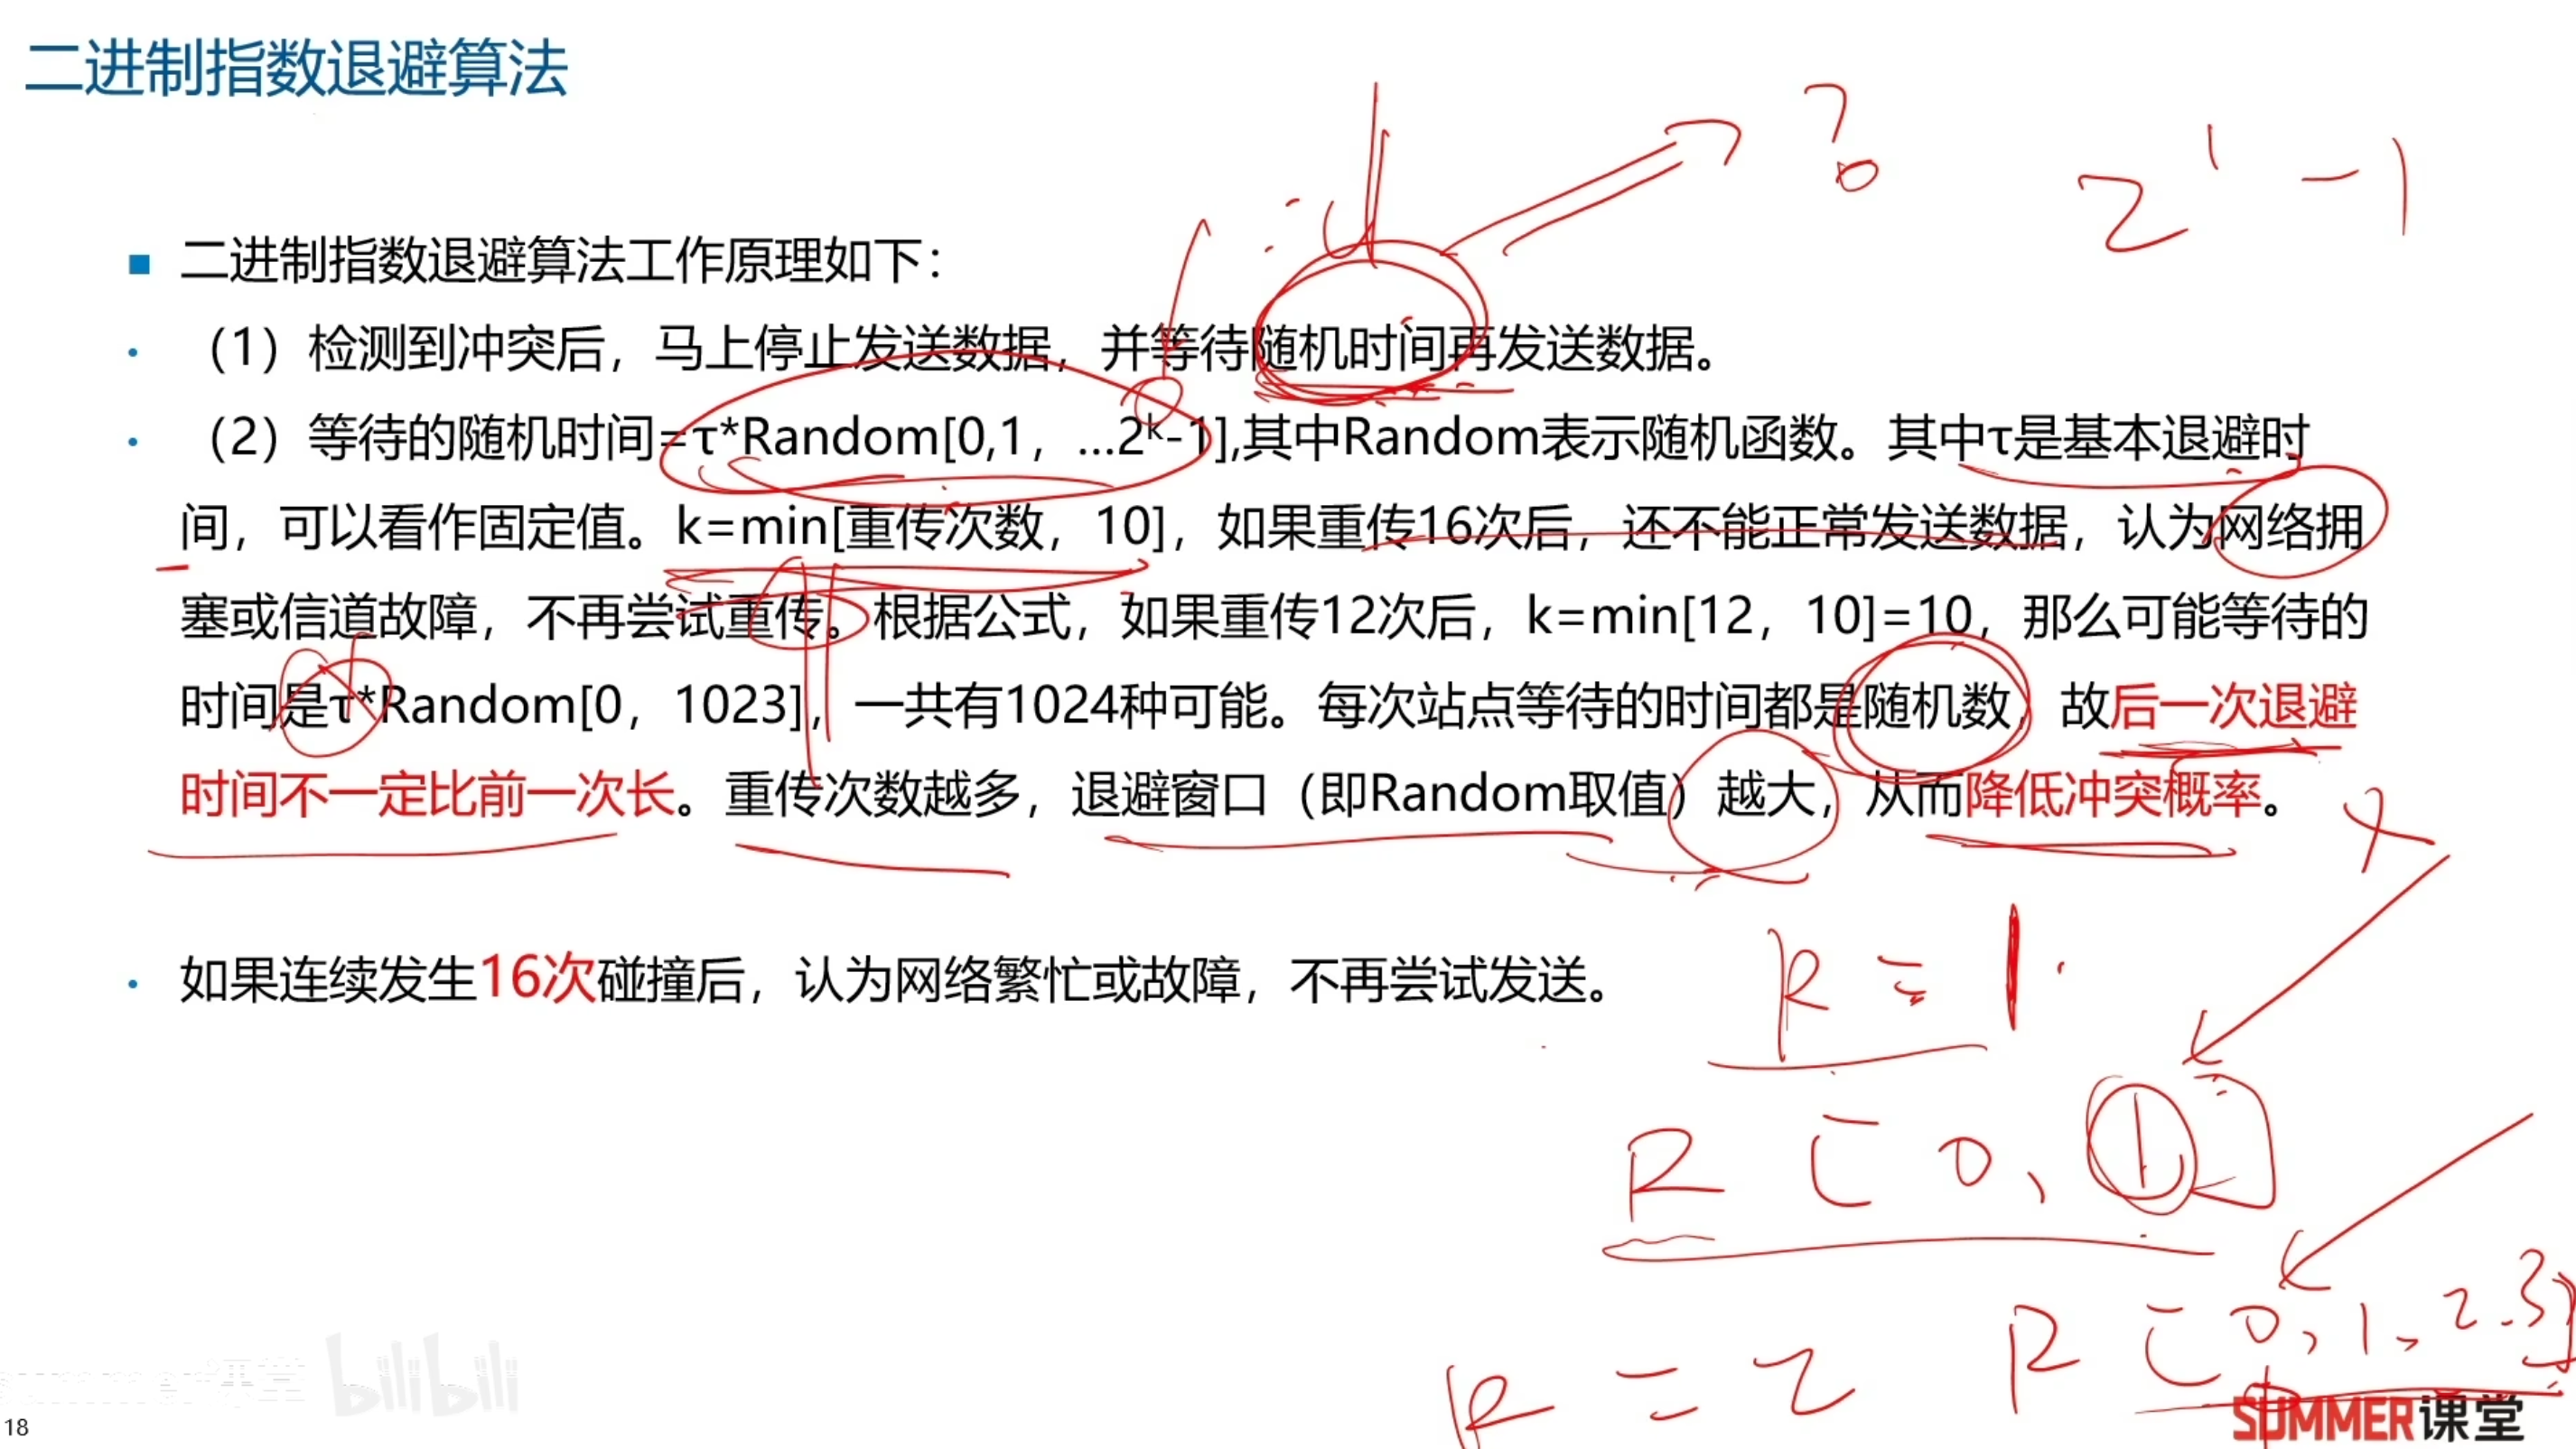 二进制指数退避算法
? 2¹-1
■ 二进制指数退避算法工作原理如下：
• （1）检测到冲突后，马上停止发送数据，并等待随机时间再发送数据。
• （2）等待的随机时间=τ*Random[0,1，…2ᵏ-1],其中Random表示随机函数。其中τ是基本退避时
间，可以看作固定值。k=min[重传次数，10]，如果重传16次后，还不能正常发送数据，认为网络拥
塞或信道故障，不再尝试重传。根据公式，如果重传12次后，k=min[12，10]=10，那么可能等待的
时间是τ*Random[0，1023]，一共有1024种可能。每次站点等待的时间都是随机数，故后一次退避
时间不一定比前一次长。重传次数越多，退避窗口（即Random取值）越大，从而降低冲突概率。
• 如果连续发生16次碰撞后，认为网络繁忙或故障，不再尝试发送。
k=1
R[0,1]
k=2 R[0,1,2.3]
summer课堂 bilibili
SUMMER课堂
18